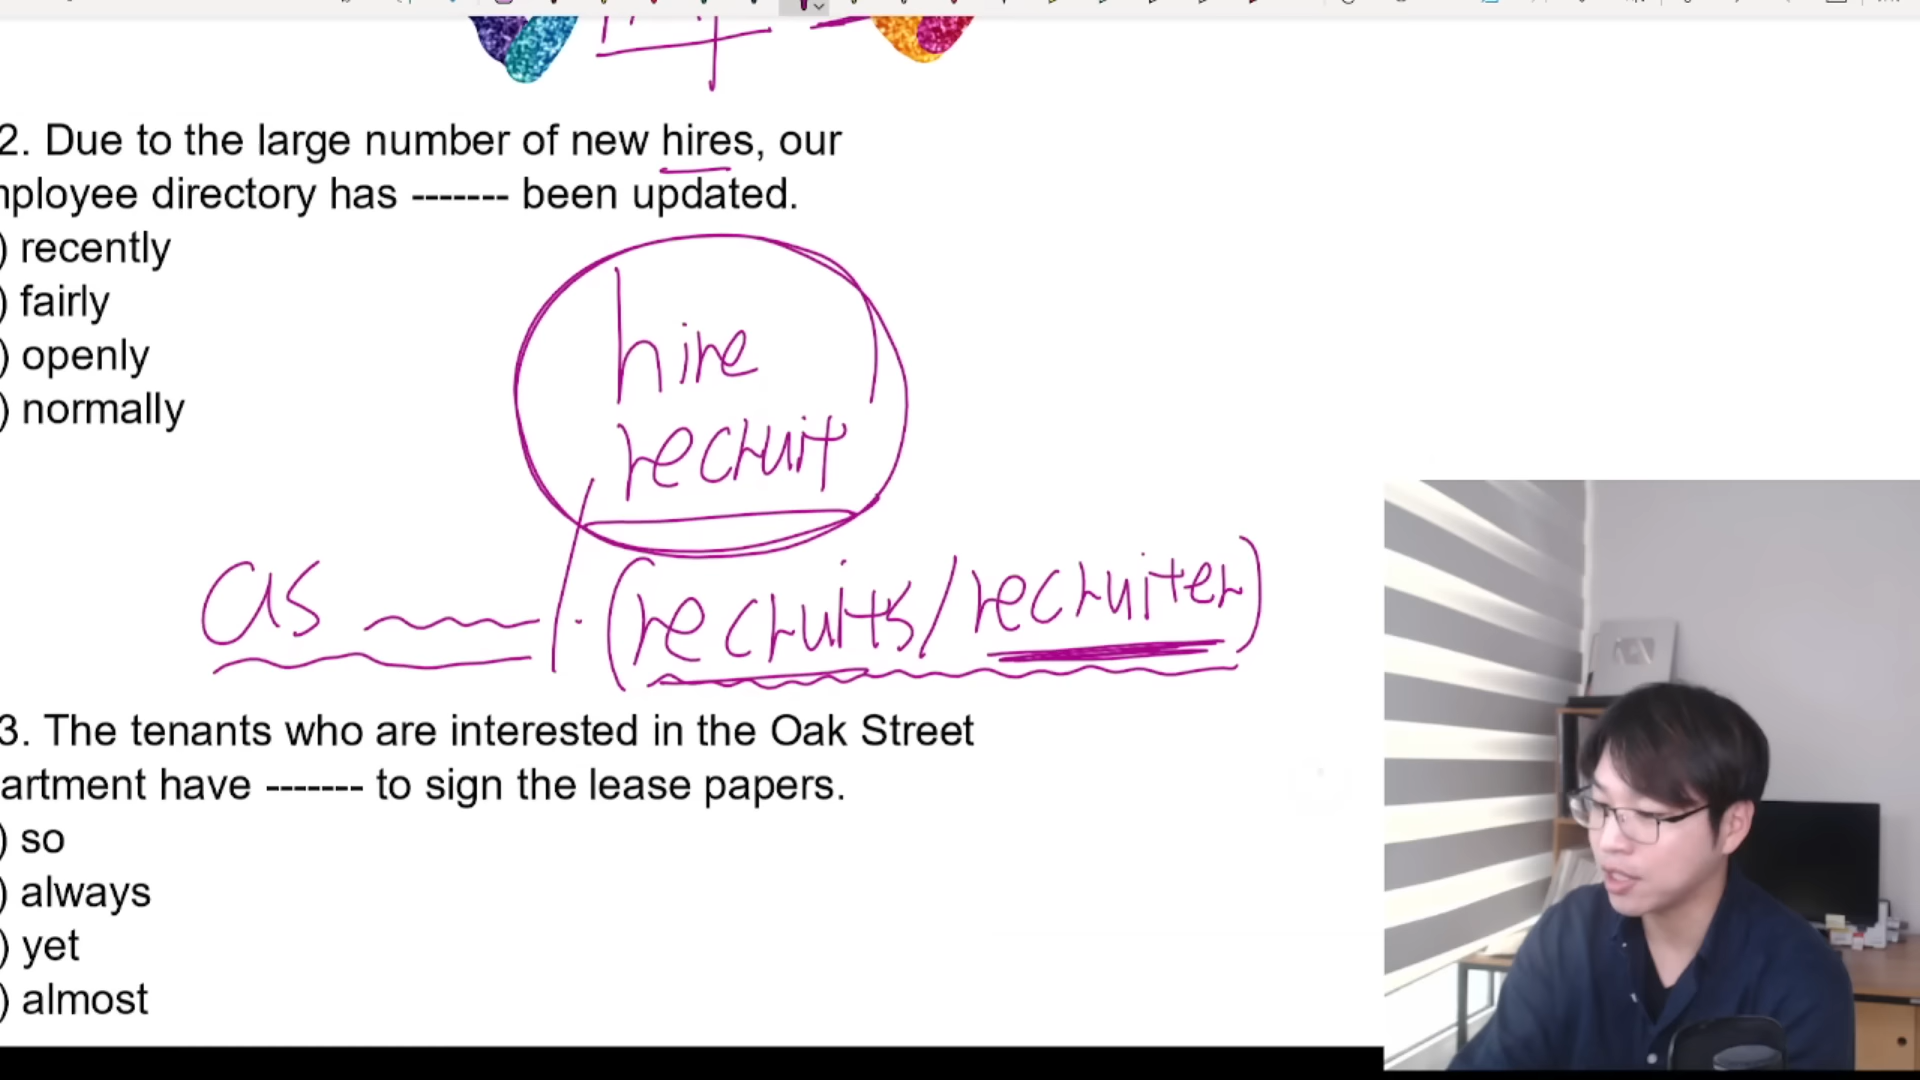 2. Due to the large number of new hires, our
mployee directory has ------- been updated.
) recently
) fairly
) openly
) normally
hire
recruit
as
(recruits/recruiter)
3. The tenants who are interested in the Oak Street
artment have ------- to sign the lease papers.
) so
) always
) yet
) almost